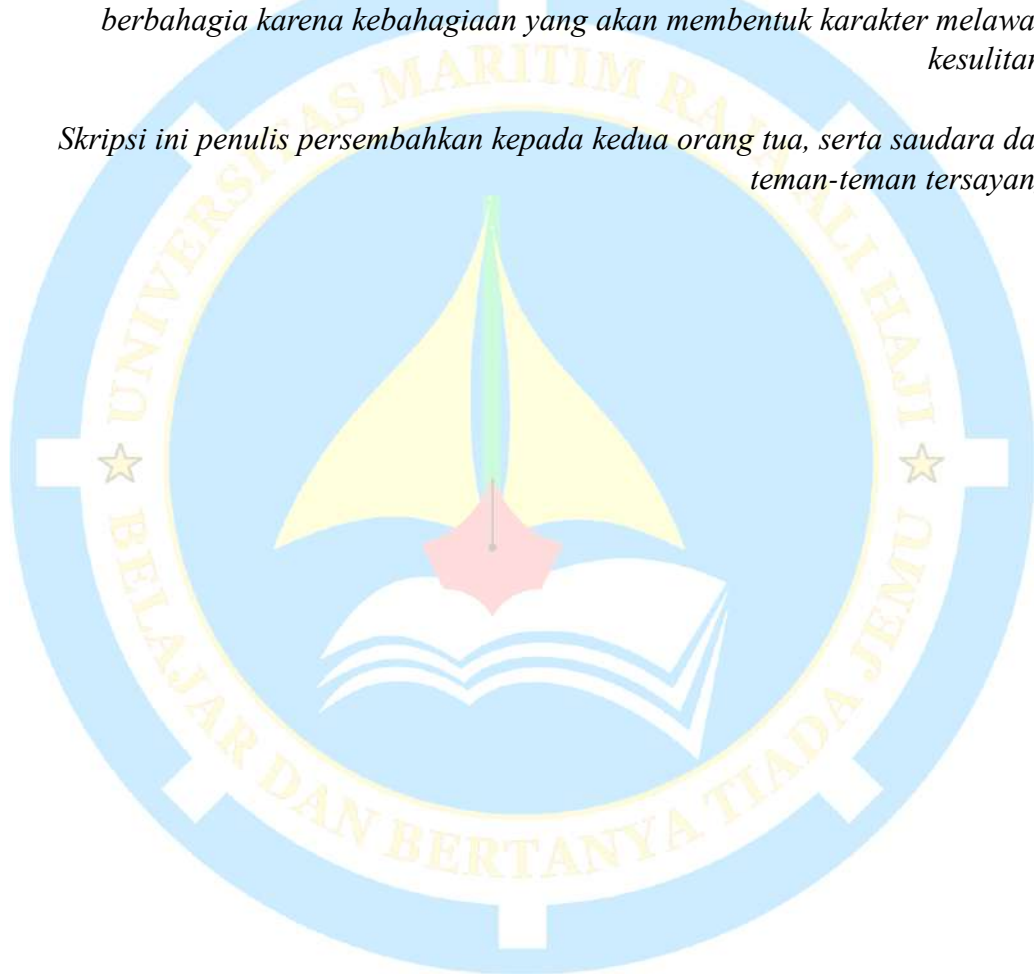 berbahagia karena kebahagiaan yang akan membentuk karakter melawa
kesulitan
Skripsi ini penulis persembahkan kepada kedua orang tua, serta saudara da
teman-teman tersayan
UNIVERSITAS MARITIM RAJA ALI HAJI
BELAJAR DAN BERTANYA TIADA JEMU